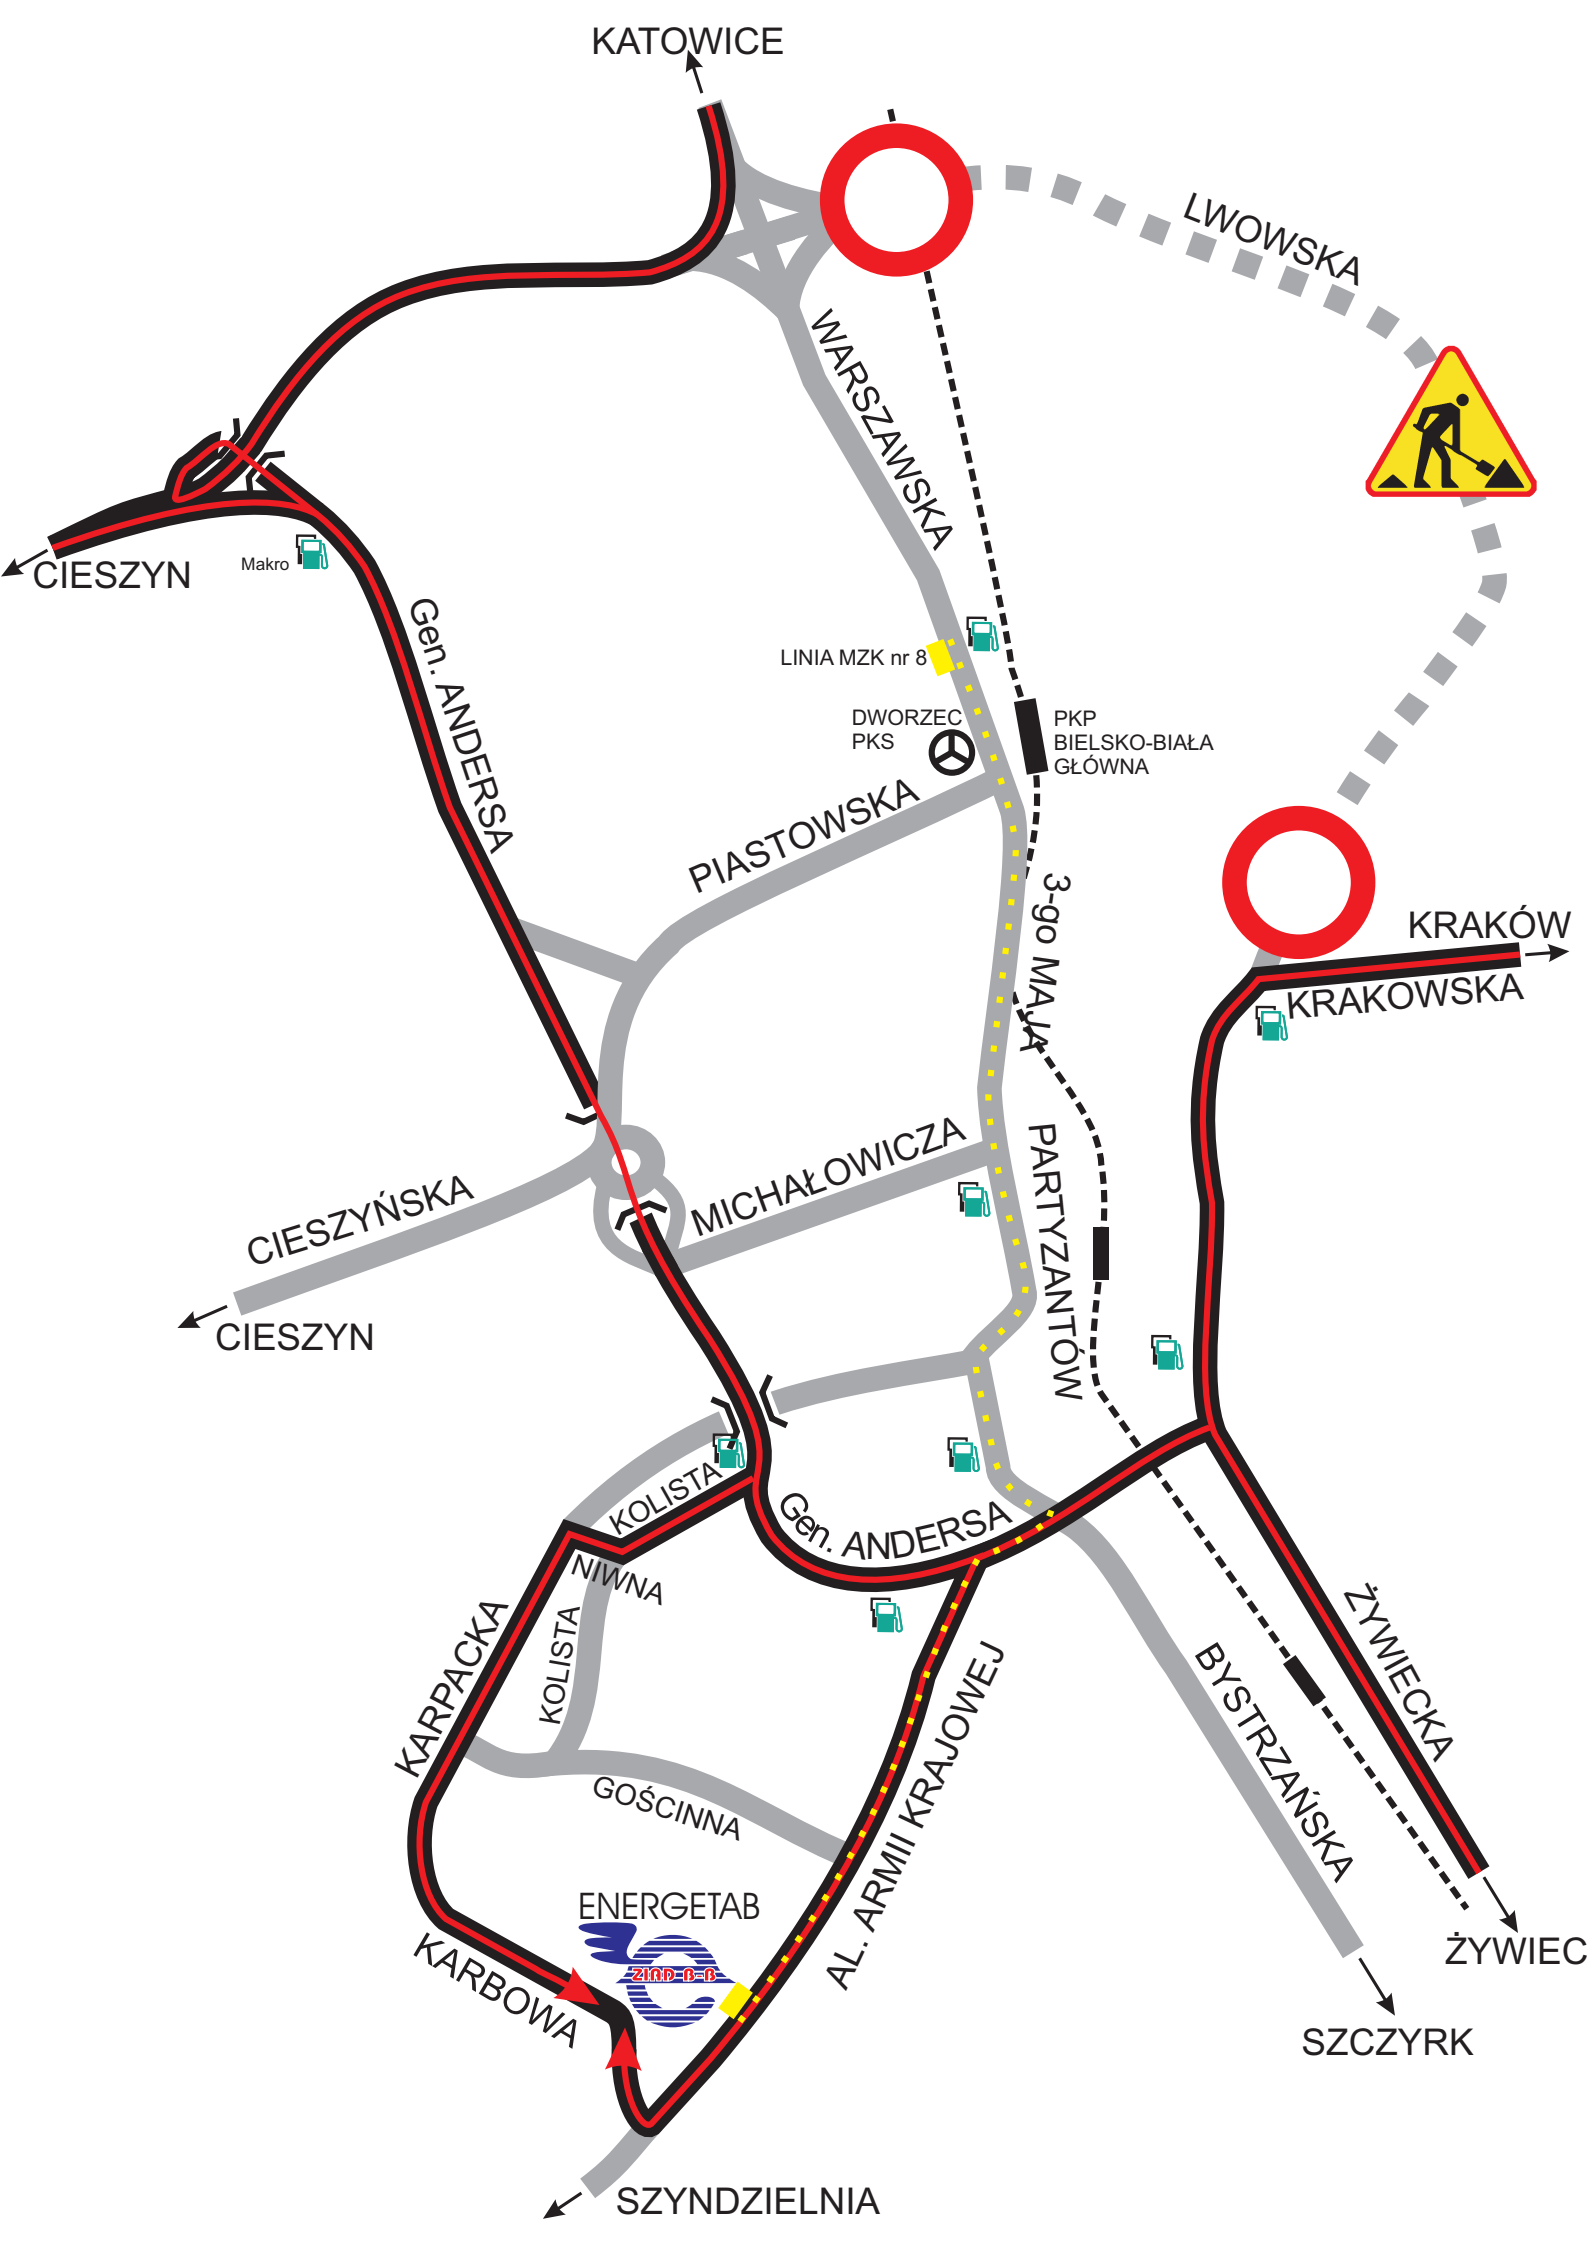 KATOWICE
LWOWSKA
WARSZAWSKA
CIESZYN
Makro
Gen. ANDERSA
LINIA MZK nr 8
DWORZEC
PKS
PKP
BIELSKO-BIAŁA
GŁÓWNA
PIASTOWSKA
3-go MAJA
KRAKÓW
KRAKOWSKA
PARTYZANTÓW
MICHAŁOWICZA
CIESZYŃSKA
CIESZYN
KOLISTA
Gen. ANDERSA
NIWNA
KARPACKA
KOLISTA
ŻYWIECKA
BYSTRZAŃSKA
AL. ARMII KRAJOWEJ
GOŚCINNA
ENERGETAB
ZIAD B-B
KARBOWA
ŻYWIEC
SZCZYRK
SZYNDZIELNIA